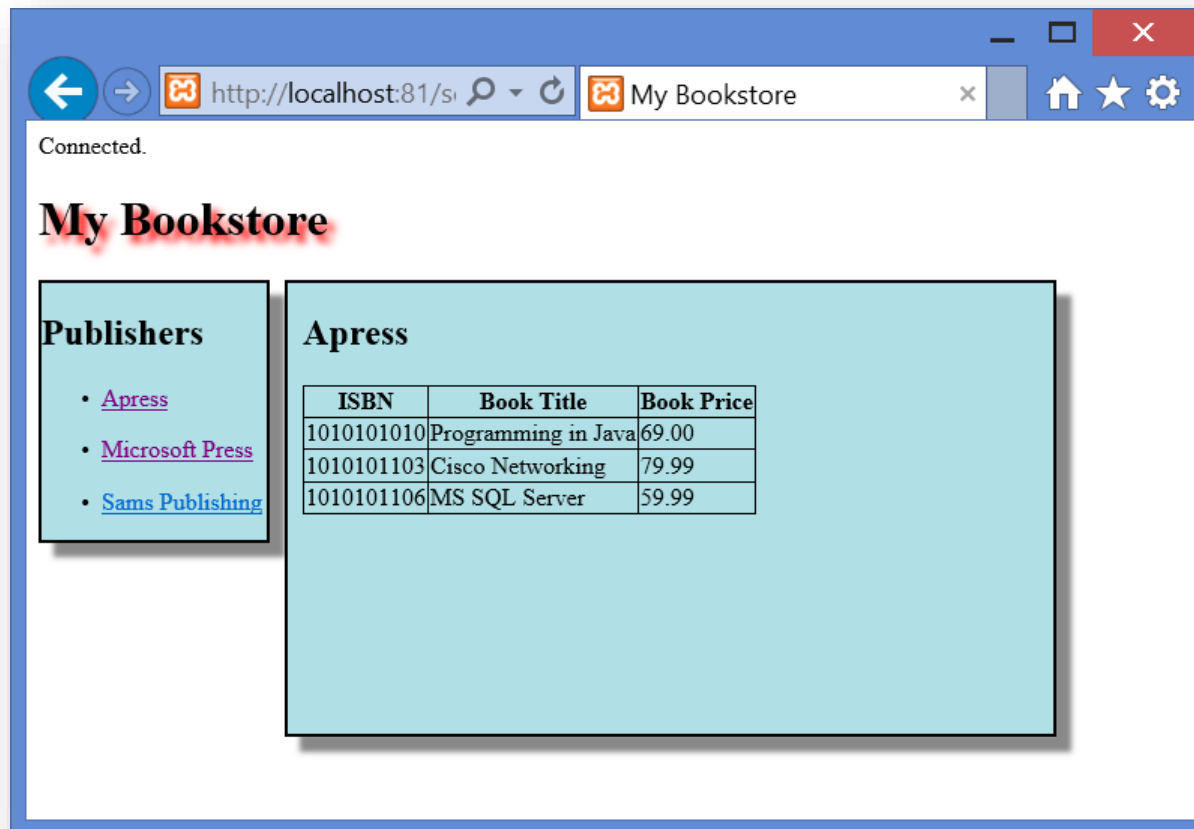 http://localhost:81/s
My Bookstore
Connected.
My Bookstore
Publishers
• Apress
• Microsoft Press
• Sams Publishing
Apress
ISBN Book Title Book Price
1010101010 Programming in Java 69.00
1010101103 Cisco Networking 79.99
1010101106 MS SQL Server 59.99